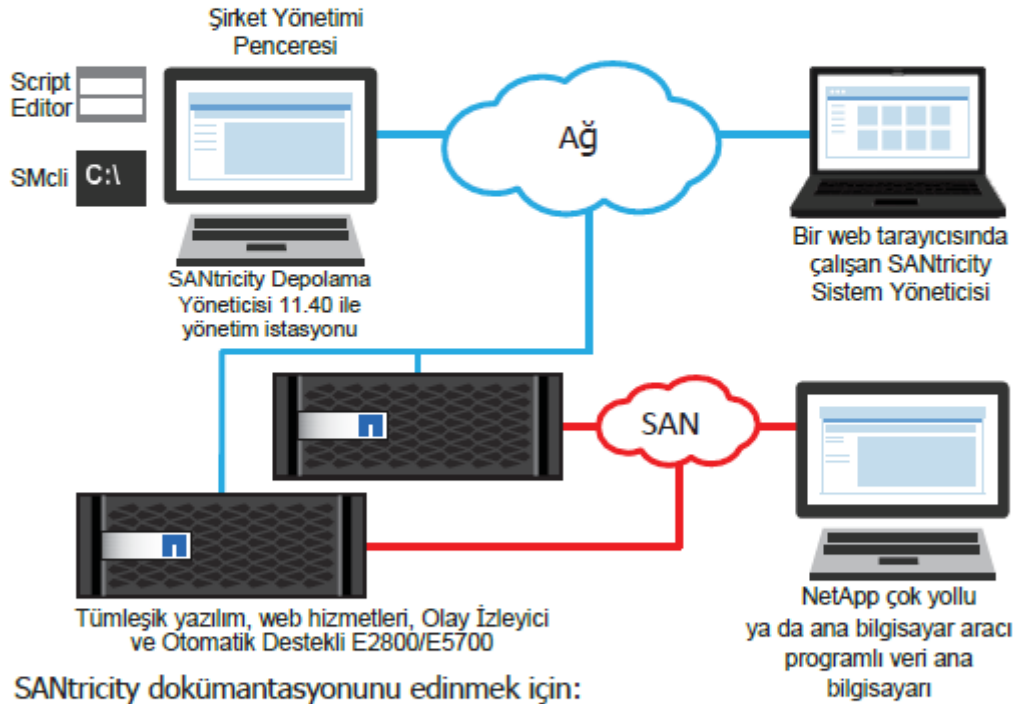 Şirket Yönetimi
Penceresi
Script
Editor
SMcli
C:\
Ağ
SANtricity Depolama
Yöneticisi 11.40 ile
yönetim istasyonu
Bir web tarayıcısında
çalışan SANtricity
Sistem Yöneticisi
SAN
Tümleşik yazılım, web hizmetleri, Olay İzleyici
ve Otomatik Destekli E2800/E5700
NetApp çok yollu
ya da ana bilgisayar aracı
programlı veri ana
bilgisayarı
SANtricity dokümantasyonunu edinmek için: